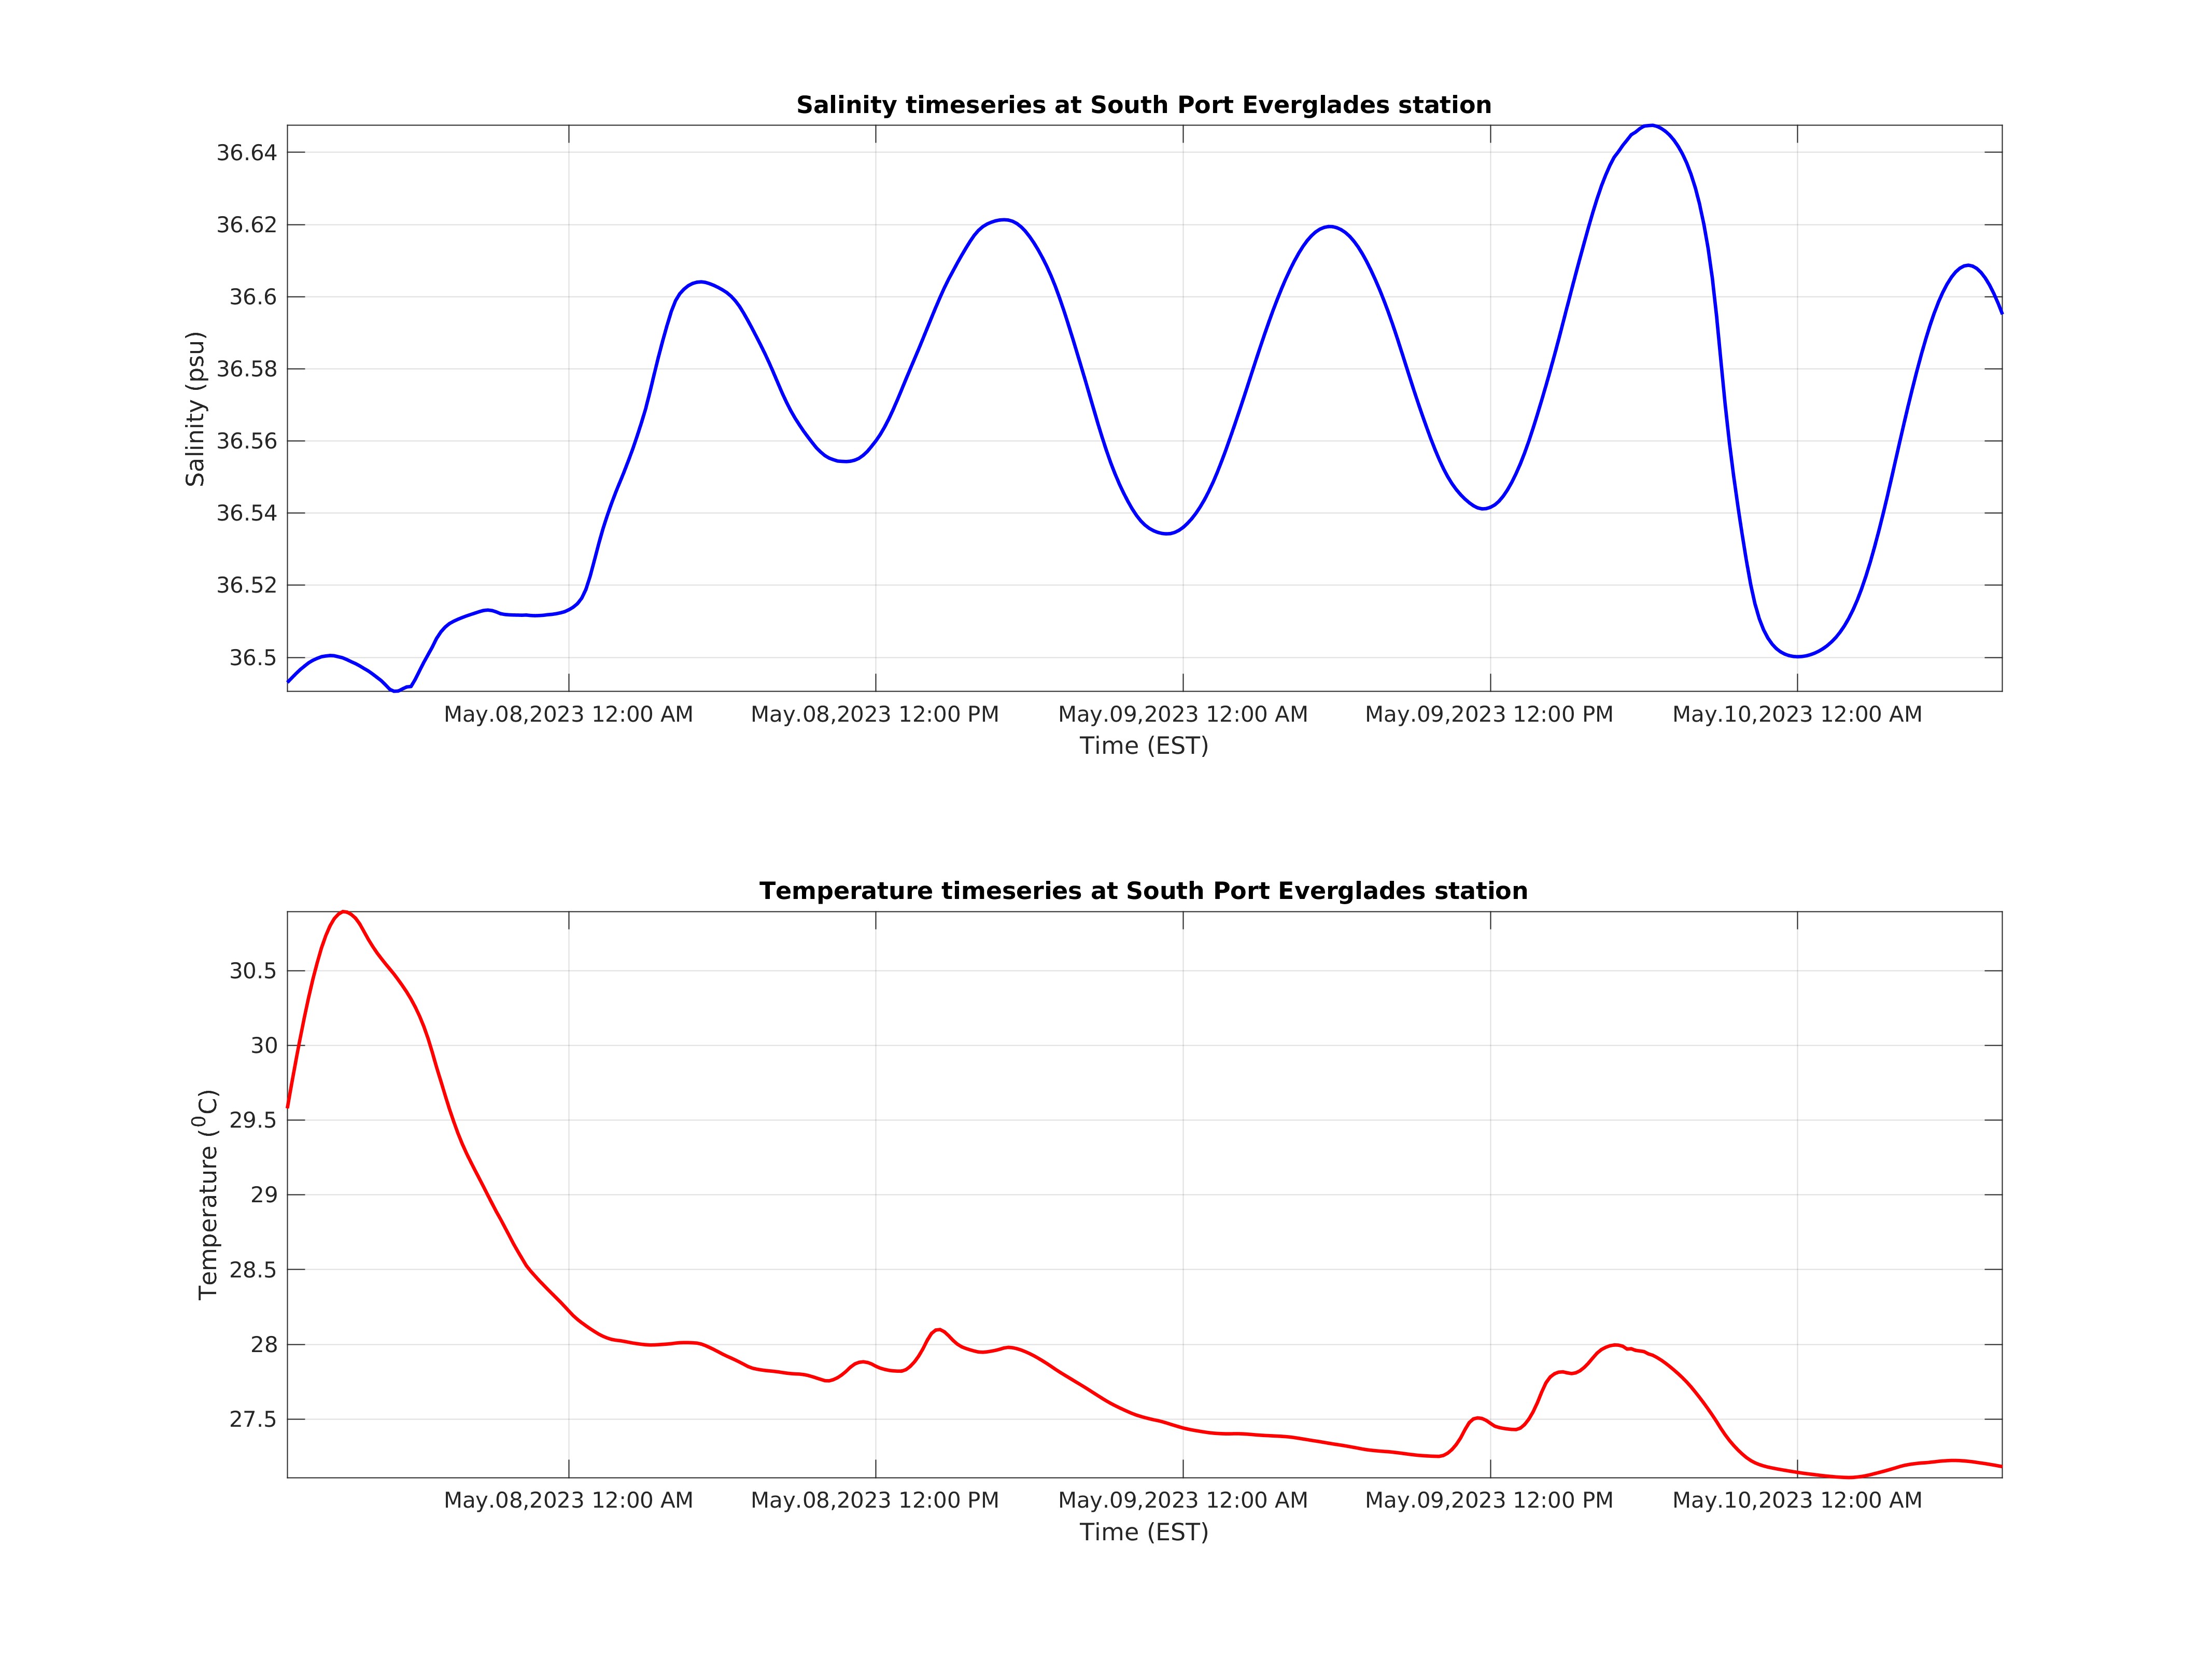 Salinity timeseries at South Port Everglades station
36.64
36.62
36.6
36.58
36.56
36.54
36.52
36.5
Salinity (psu)
May.08,2023 12:00 AM May.08,2023 12:00 PM May.09,2023 12:00 AM May.09,2023 12:00 PM May.10,2023 12:00 AM
Time (EST)
Temperature timeseries at South Port Everglades station
30.5
30
29.5
29
28.5
28
27.5
Temperature (⁰C)
May.08,2023 12:00 AM May.08,2023 12:00 PM May.09,2023 12:00 AM May.09,2023 12:00 PM May.10,2023 12:00 AM
Time (EST)